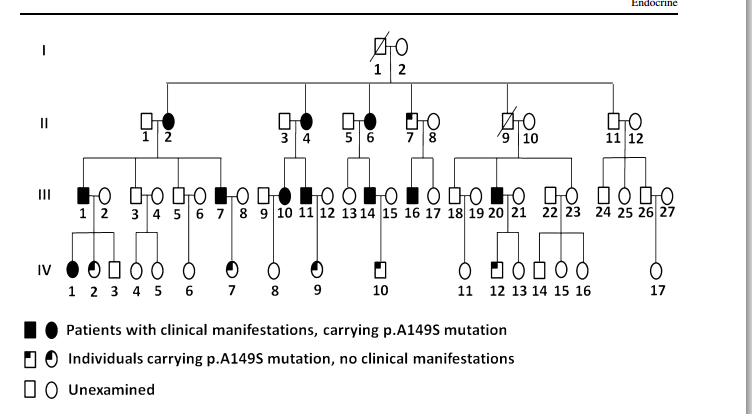 Endocrine
I
1 2
II
1 2 3 4 5 6 7 8 9 10 11 12
III
1 2 3 4 5 6 7 8 9 10 11 12 13 14 15 16 17 18 19 20 21 22 23 24 25 26 27
IV
1 2 3 4 5 6 7 8 9 10 11 12 13 14 15 16 17
Patients with clinical manifestations, carrying p.A149S mutation
Individuals carrying p.A149S mutation, no clinical manifestations
Unexamined